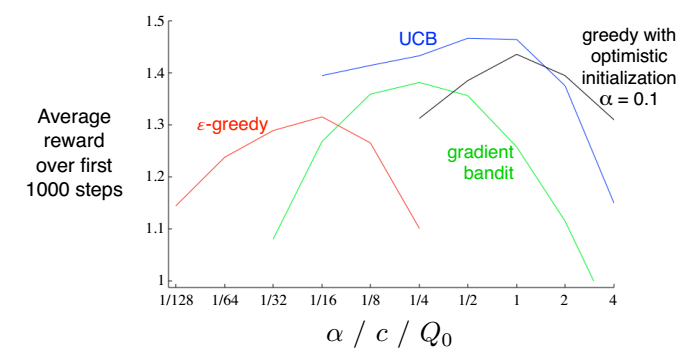 1.5
1.4
1.3
1.2
1.1
1
Average
reward
over first
1000 steps
ε-greedy
UCB
gradient
bandit
greedy with
optimistic
initialization
α = 0.1
1/128 1/64 1/32 1/16 1/8 1/4 1/2 1 2 4
α / c / Q₀